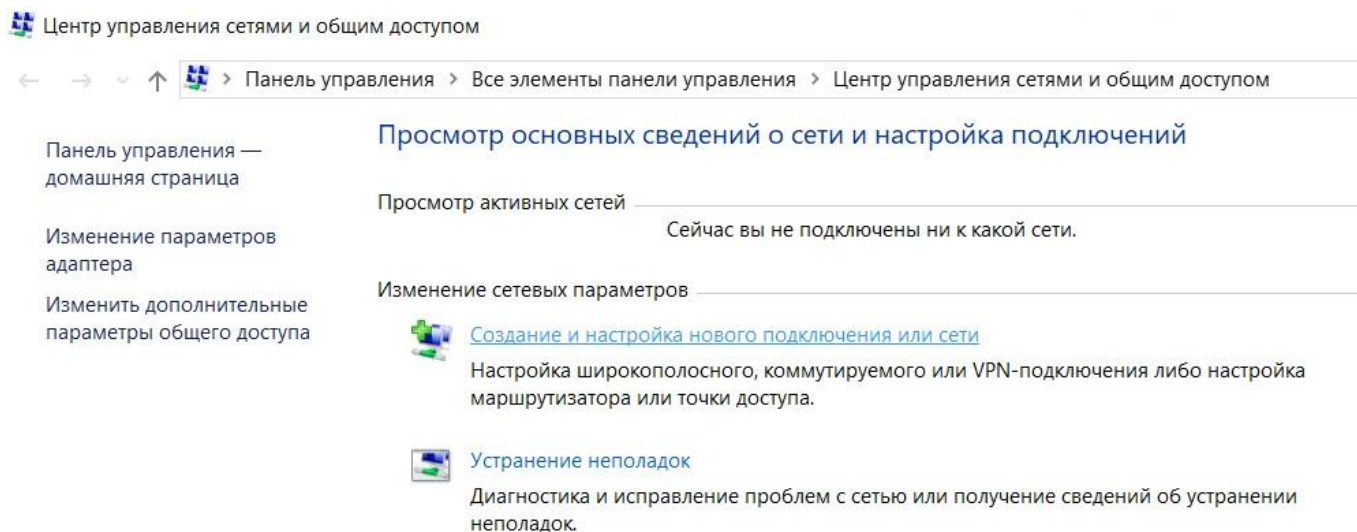 Центр управления сетями и общим доступом
Панель управления > Все элементы панели управления > Центр управления сетями и общим доступом
Панель управления —
домашняя страница
Изменение параметров
адаптера
Изменить дополнительные
параметры общего доступа
Просмотр основных сведений о сети и настройка подключений
Просмотр активных сетей
Сейчас вы не подключены ни к какой сети.
Изменение сетевых параметров
Создание и настройка нового подключения или сети
Настройка широкополосного, коммутируемого или VPN-подключения либо настройка
маршрутизатора или точки доступа.
Устранение неполадок
Диагностика и исправление проблем с сетью или получение сведений об устранении
неполадок.